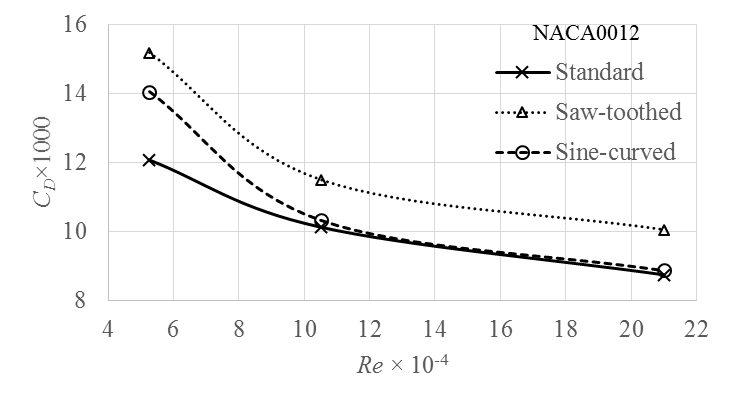 16
NACA0012
Standard
14
Saw-toothed
Sine-curved
12
C_D×1000
10
8
4 6 8 10 12 14 16 18 20 22
Re × 10⁻⁴